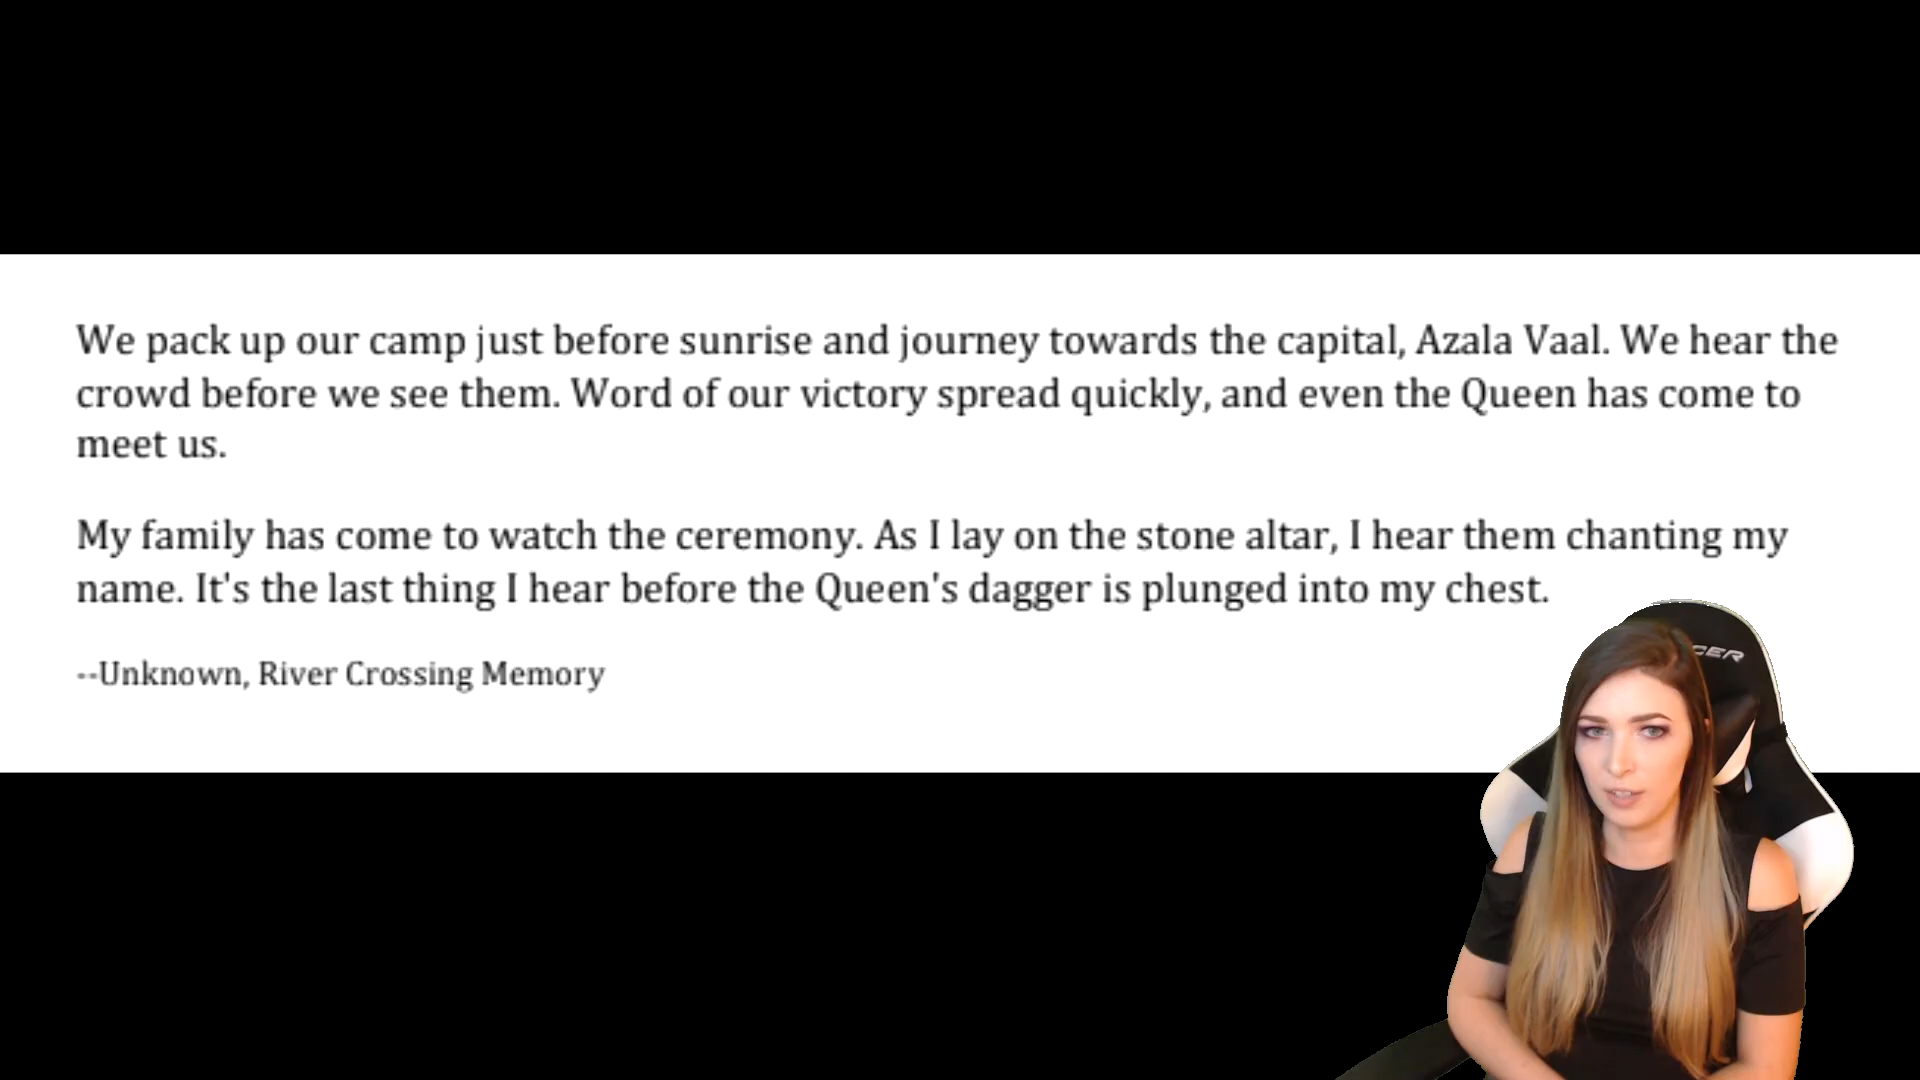 We pack up our camp just before sunrise and journey towards the capital, Azala Vaal. We hear the
crowd before we see them. Word of our victory spread quickly, and even the Queen has come to
meet us.
My family has come to watch the ceremony. As I lay on the stone altar, I hear them chanting my
name. It's the last thing I hear before the Queen's dagger is plunged into my chest.
--Unknown, River Crossing Memory